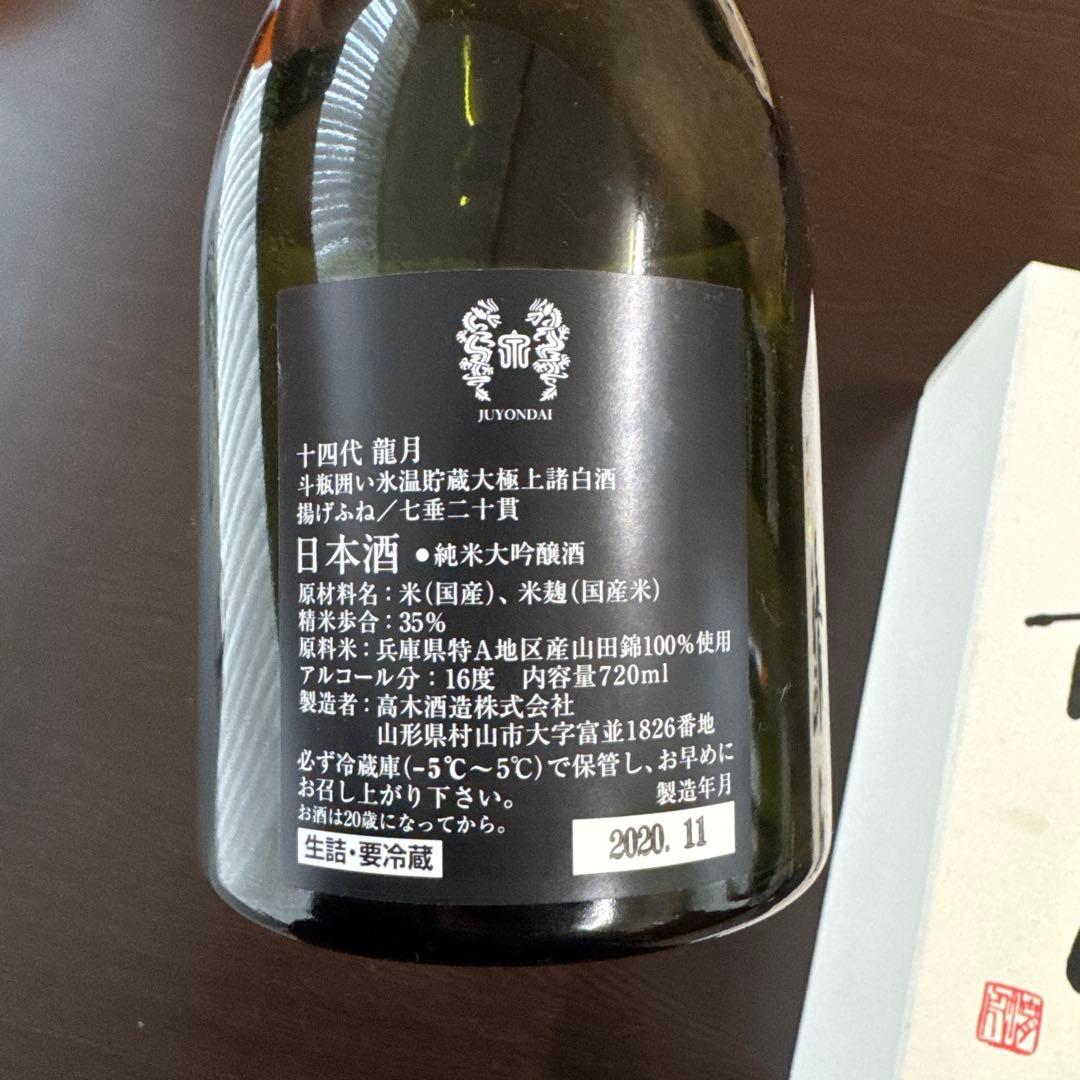 JUYONDAI
十四代 龍月
斗瓶囲い氷温貯蔵大極上諸白酒
揚げふね／七垂二十貫
日本酒 ●純米大吟醸酒
原材料名：米（国産）、米麹（国産米）
精米歩合：35%
原料米：兵庫県特A地区産山田錦100%使用
アルコール分：16度 内容量720ml
製造者：高木酒造株式会社
山形県村山市大字富並1826番地
必ず冷蔵庫(-5℃～5℃)で保管し、お早めに
お召し上がり下さい。
製造年月
お酒は20歳になってから。
生詰・要冷蔵
2020. 11